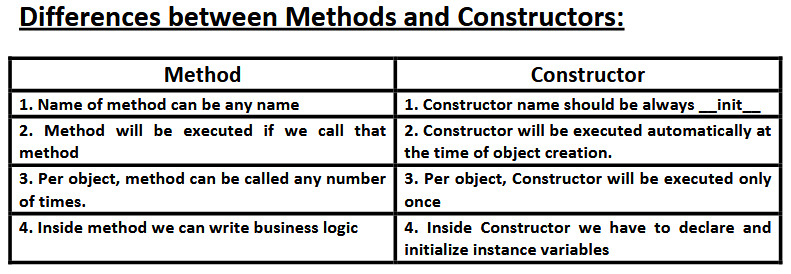 Differences between Methods and Constructors:
Method
Constructor
1. Name of method can be any name
1. Constructor name should be always __init__
2. Method will be executed if we call that
method
2. Constructor will be executed automatically at
the time of object creation.
3. Per object, method can be called any number
of times.
3. Per object, Constructor will be executed only
once
4. Inside method we can write business logic
4. Inside Constructor we have to declare and
initialize instance variables